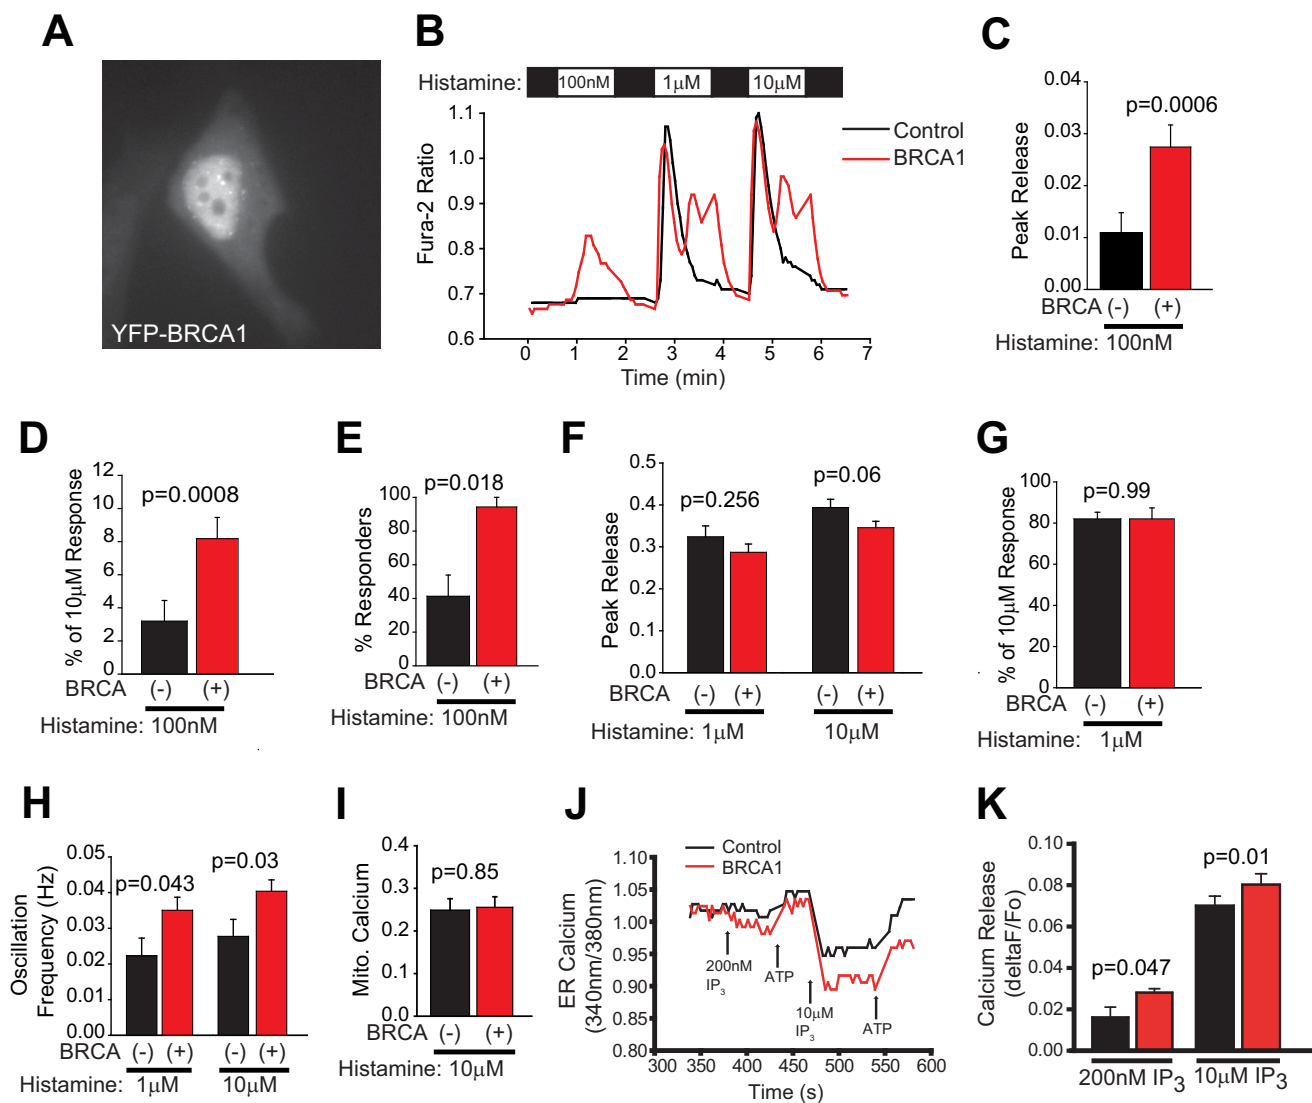 A
YFP-BRCA1
B
Histamine: 100nM 1μM 10μM
1.1
1.0
0.9
0.8
0.7
0.6
Fura-2 Ratio
0 1 2 3 4 5 6 7
Time (min)
Control
BRCA1
C
0.04
0.03
0.02
0.01
0.00
Peak Release
p=0.0006
BRCA (-) (+)
Histamine: 100nM
D
12
10
8
6
4
2
0
% of 10μM Response
p=0.0008
BRCA (-) (+)
Histamine: 100nM
E
100
80
60
40
20
0
% Responders
p=0.018
BRCA (-) (+)
Histamine: 100nM
F
0.5
0.4
0.3
0.2
0.1
0.0
Peak Release
p=0.256
p=0.06
BRCA (-) (+) (-) (+)
Histamine: 1μM 10μM
G
100
80
60
40
20
0
% of 10μM Response
p=0.99
BRCA (-) (+)
Histamine: 1μM
H
0.05
0.04
0.03
0.02
0.01
0.00
Oscillation
Frequency (Hz)
p=0.043
p=0.03
BRCA (-) (+) (-) (+)
Histamine: 1μM 10μM
I
0.4
0.3
0.2
0.1
0.0
Mito. Calcium
p=0.85
BRCA (-) (+)
Histamine: 10μM
J
Control
BRCA1
1.10
1.05
1.00
0.95
0.90
0.85
0.80
ER Calcium
(340nm/380nm)
200nM
IP3
ATP
10μM
IP3
ATP
300 350 400 450 500 550 600
Time (s)
K
0.10
0.08
0.06
0.04
0.02
0.00
Calcium Release
(deltaF/Fo)
p=0.047
p=0.01
200nM IP3 10μM IP3